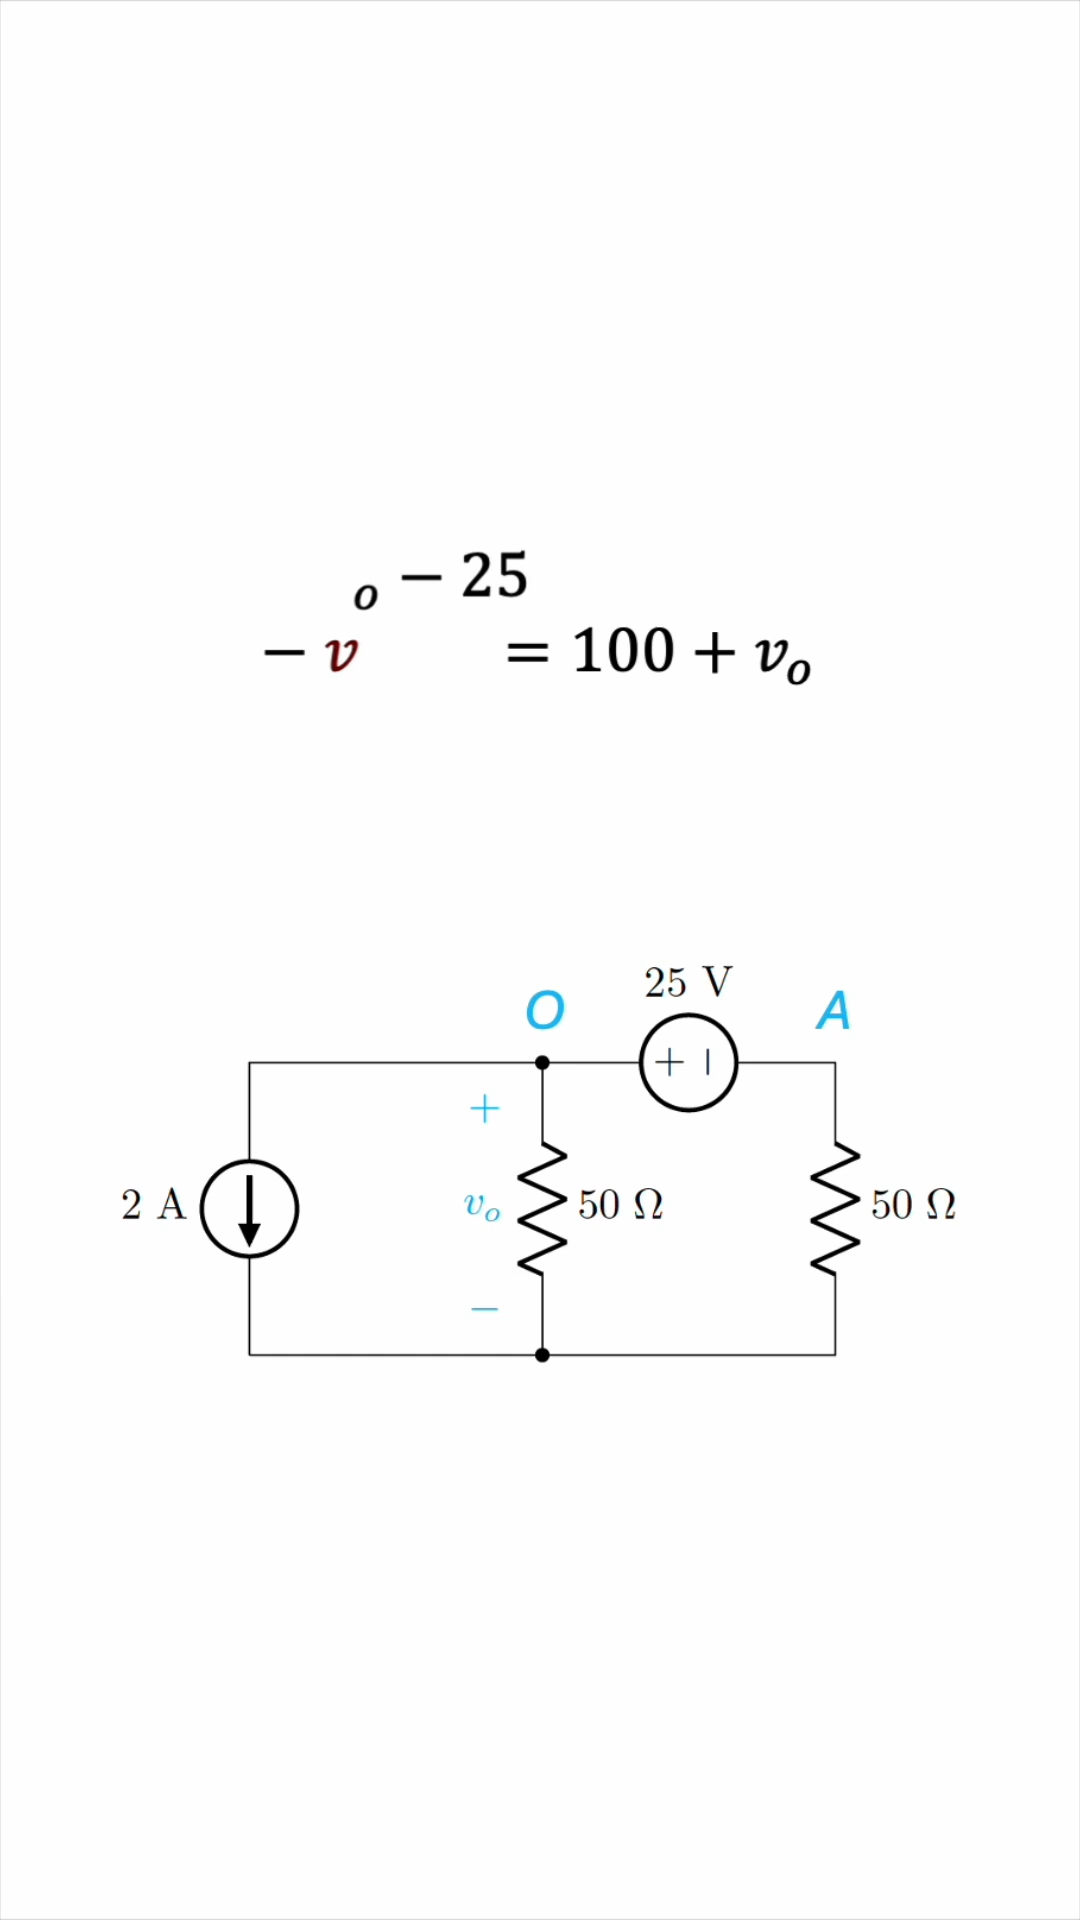 o − 25
− v = 100 + vo
25 V
O A
+ −
+
2 A vo 50 Ω 50 Ω
−